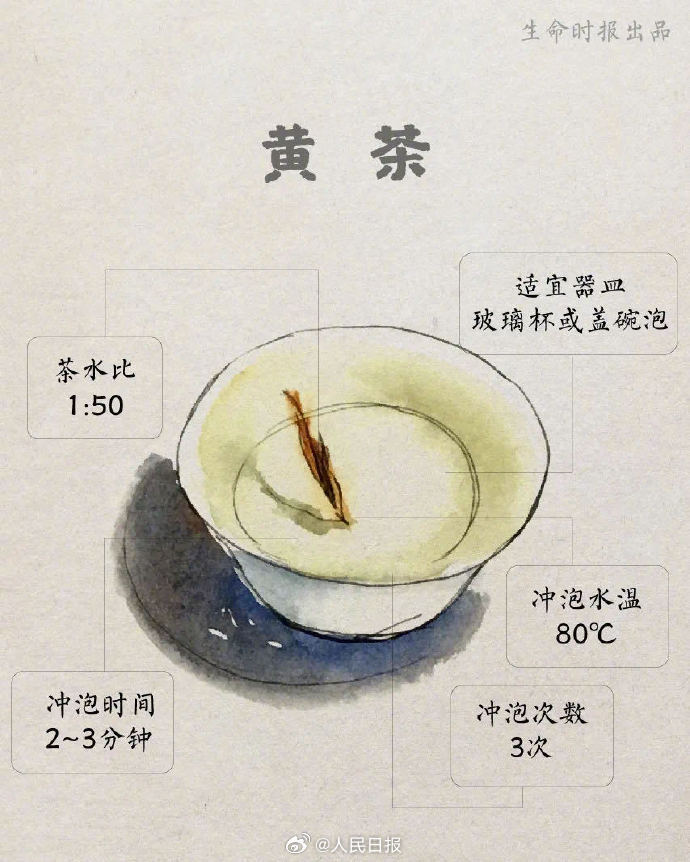 生命时报出品
黄 茶
适宜器皿
玻璃杯或盖碗泡
茶水比
1:50
冲泡水温
80℃
冲泡时间
2~3分钟
冲泡次数
3次
@人民日报